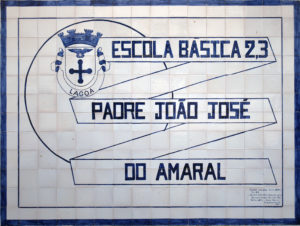 ESCOLA BÁSICA 2,3
LAGOA
PADRE JOÃO JOSÉ
DO AMARAL